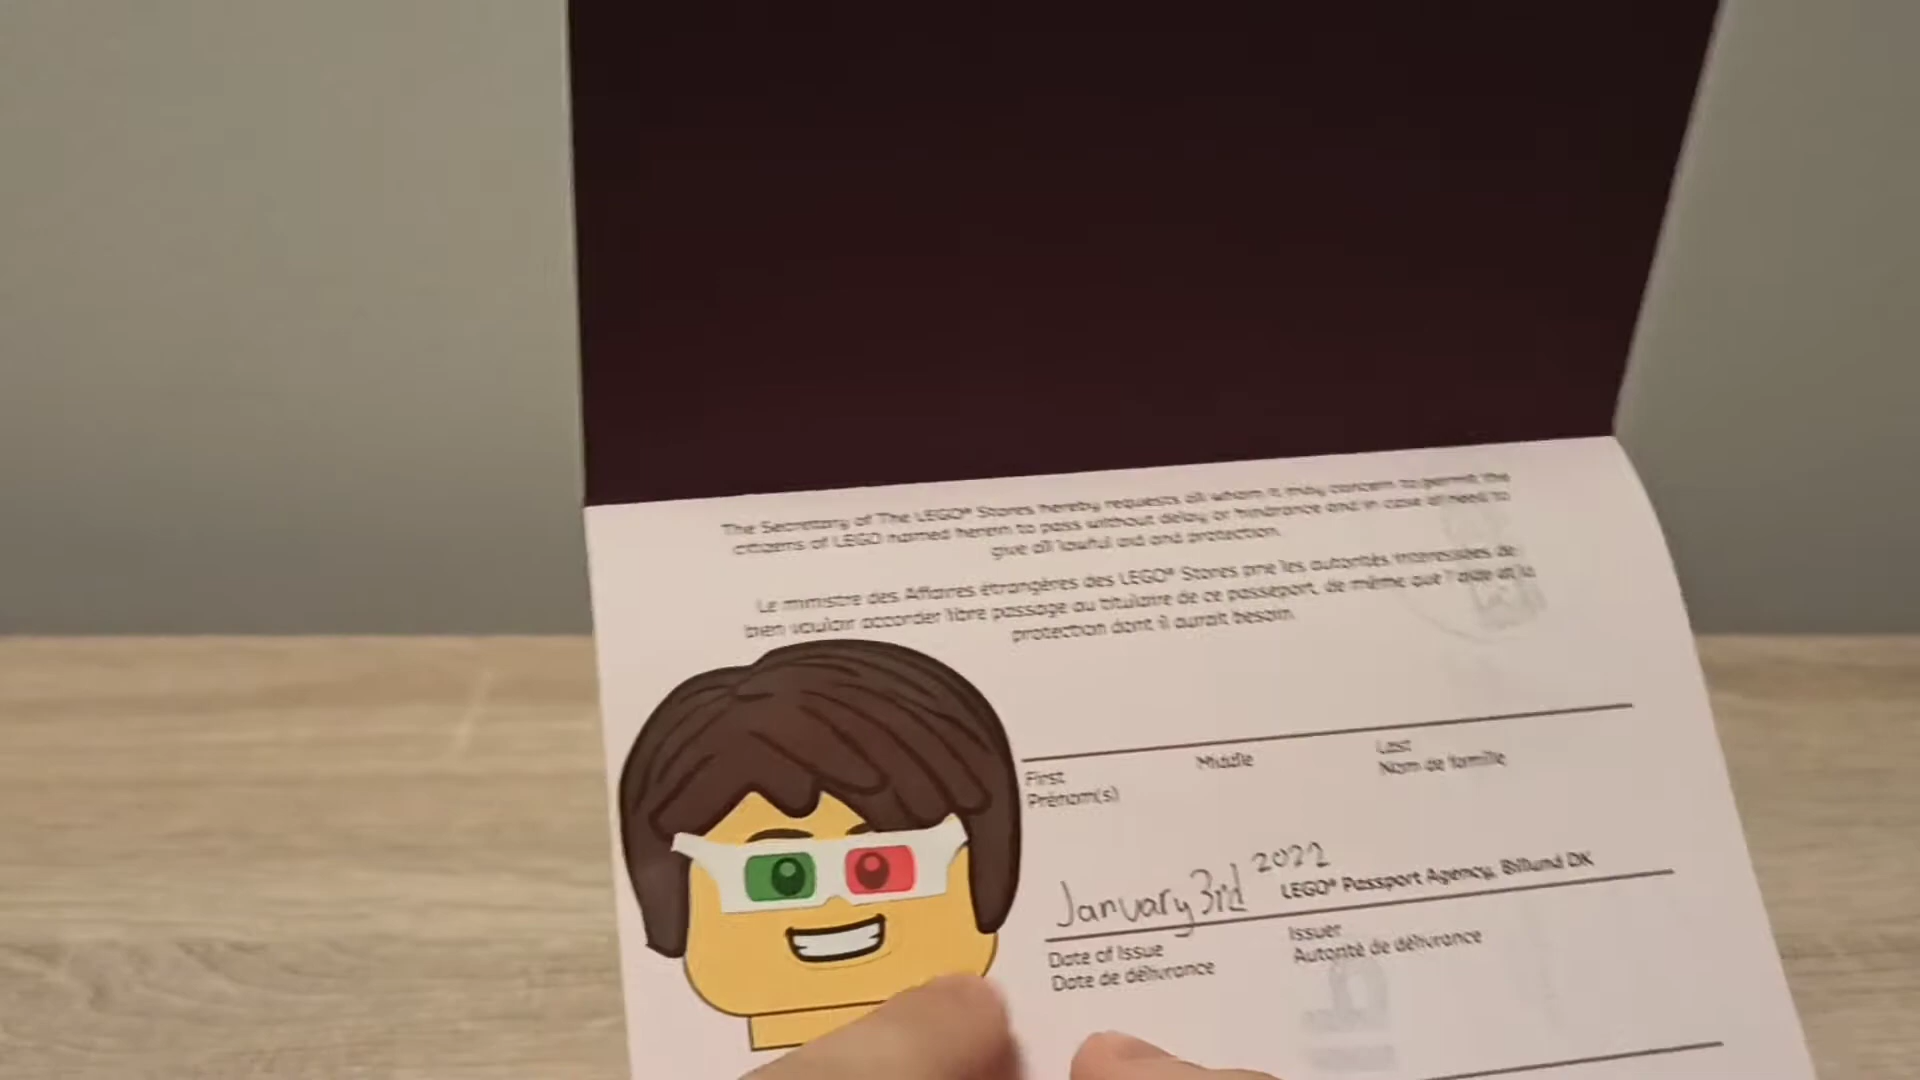 The Secretary of The LEGO® Stores hereby requests all whom it may concern to permit the
citizens of LEGO named herein to pass without delay or hindrance and in case of need to
give all lawful aid and protection.
Le ministre des Affaires étrangères des LEGO® Stores prie les autorités intéressées de
bien vouloir accorder libre passage au titulaire de ce passeport, de même que l'aide et la
protection dont il aurait besoin.
First Middle Last
Prénom(s) Nom de famille
January 3rd 2022 LEGO® Passport Agency, Billund DK
Date of Issue Issuer
Date de délivrance Autorité de délivrance